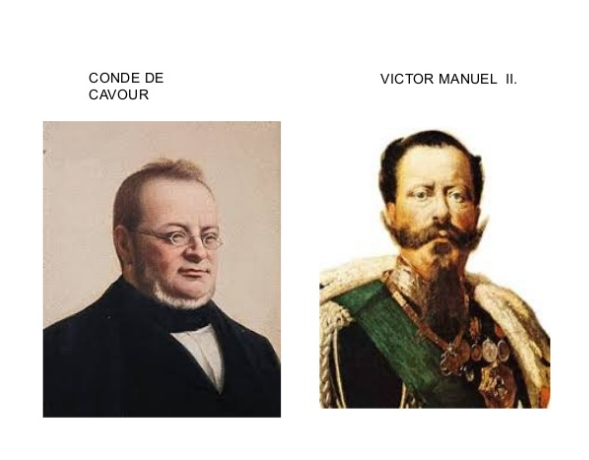 CONDE DE
CAVOUR
VICTOR MANUEL  II.